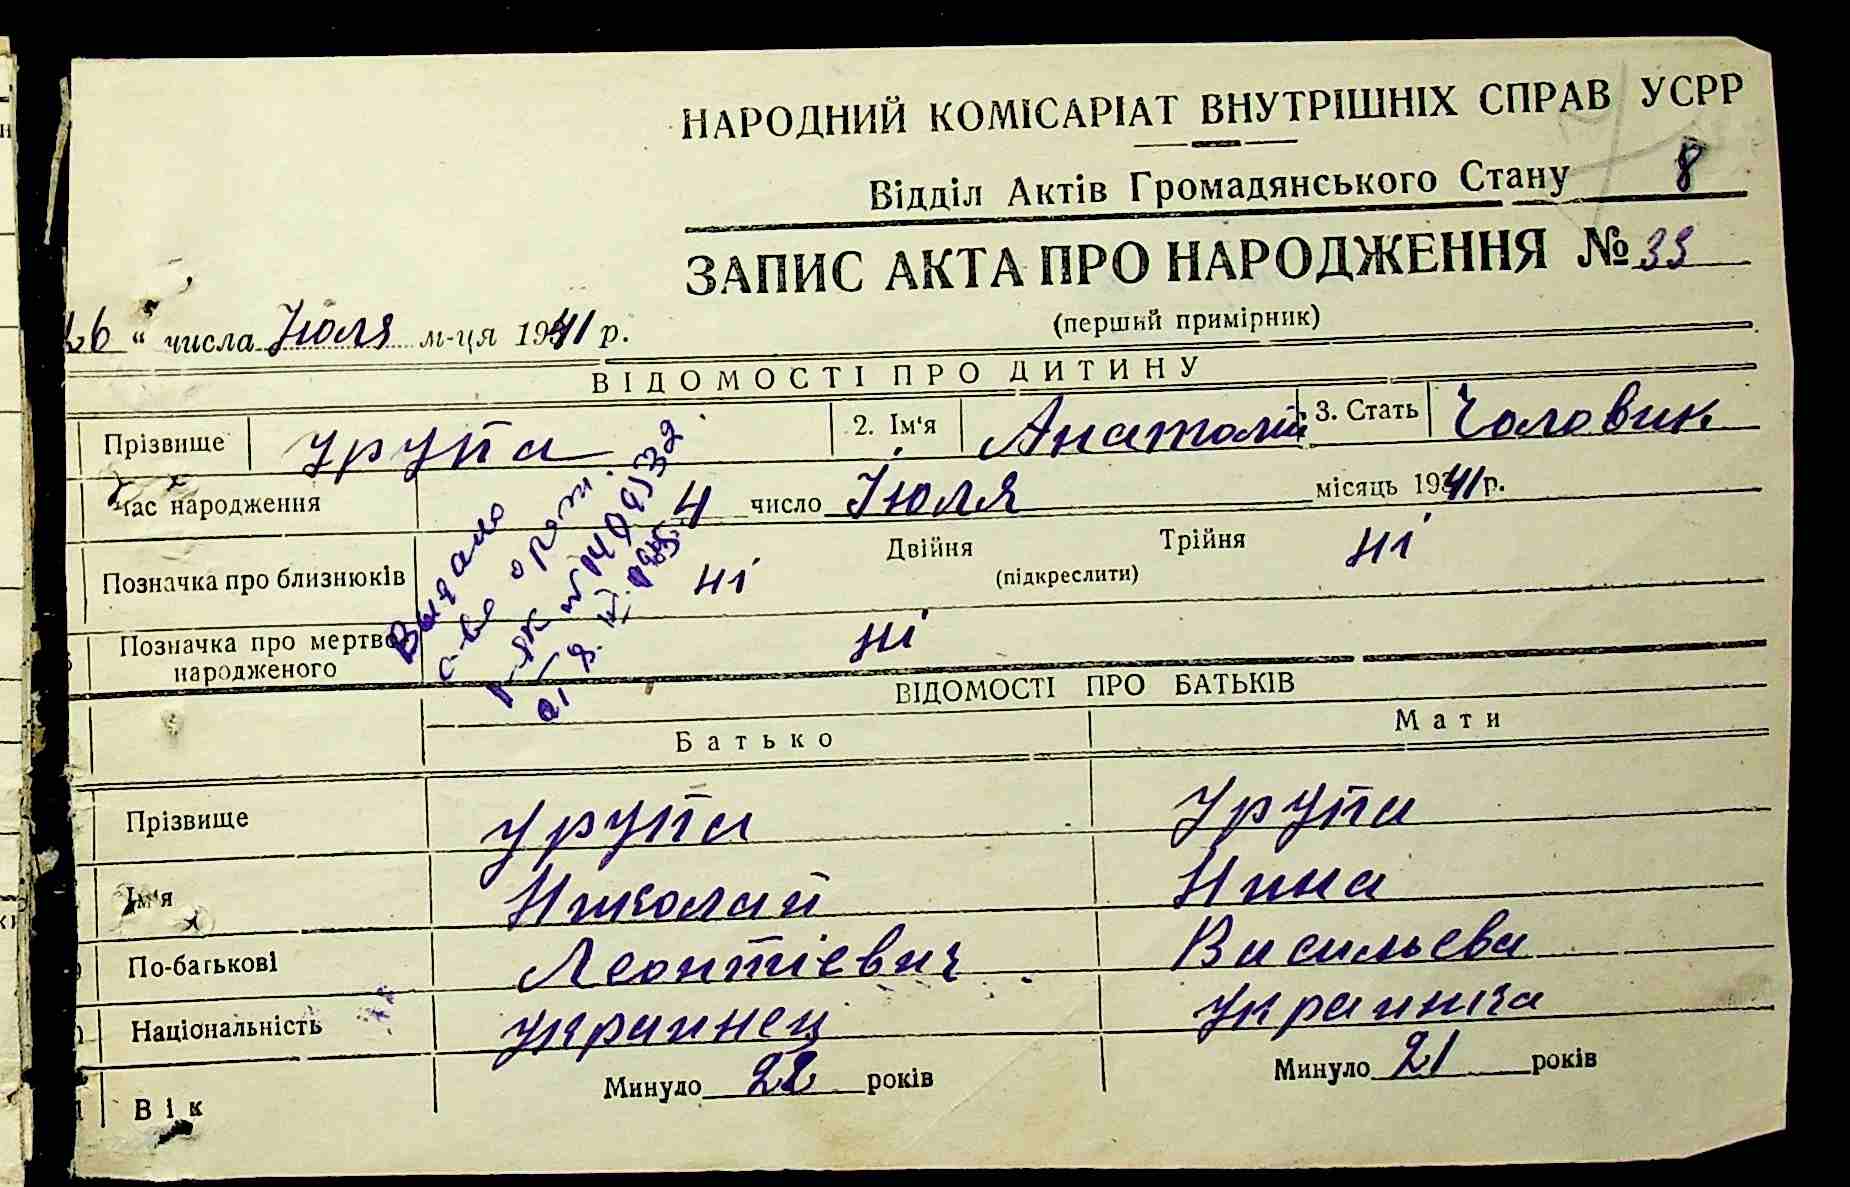 НАРОДНИЙ КОМІСАРІАТ ВНУТРІШНІХ СПРАВ УСРР
Відділ Актів Громадянського Стану 8
ЗАПИС АКТА ПРО НАРОДЖЕННЯ № 33
(перший примірник)
26 “ числа Июля м-ця 1941 р.
ВІДОМОСТІ ПРО ДИТИНУ
Прізвище Урупа 2. Ім‘я Анатолий 3. Стать Чоловик
Час народження 4 число Июля місяць 1941 р.
Позначка про близнюків ні Двійня Трійня ні
(підкреслити)
Позначка про мертво народженого ні
Выдано
ВІДОМОСТІ ПРО БАТЬКІВ
Батько Мати
Прізвище Урупа Урупа
Ім‘я Николай Нина
По-батькові Леонтіевич Васильева
Національність украинец украинка
Вік Минуло 22 років Минуло 21 років